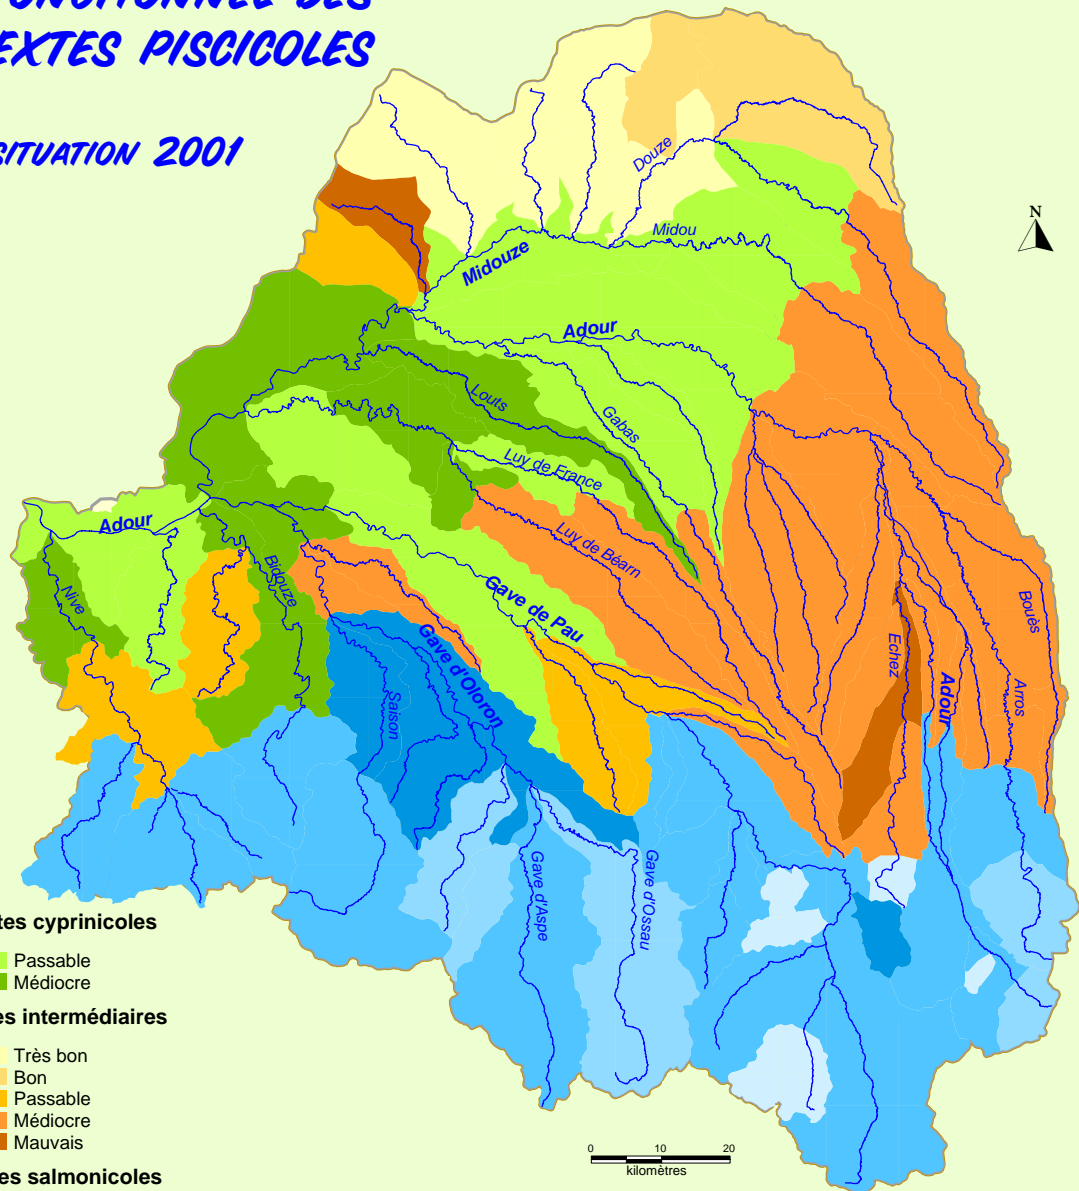 EXTES PISCICOLES
SITUATION 2001
Douze
Midou
N
Midouze
Adour
Louts
Gabas
Luy de France
Luy de Béarn
Adour
Bidouze
Nive
Gave de Pau
Gave d'Oloron
Saison
Echez
Adour
Arros
Bouès
Gave d'Aspe
Gave d'Ossau
tes cyprinicoles
Passable
Médiocre
es intermédiaires
Très bon
Bon
Passable
Médiocre
Mauvais
es salmonicoles
0 10 20
kilomètres